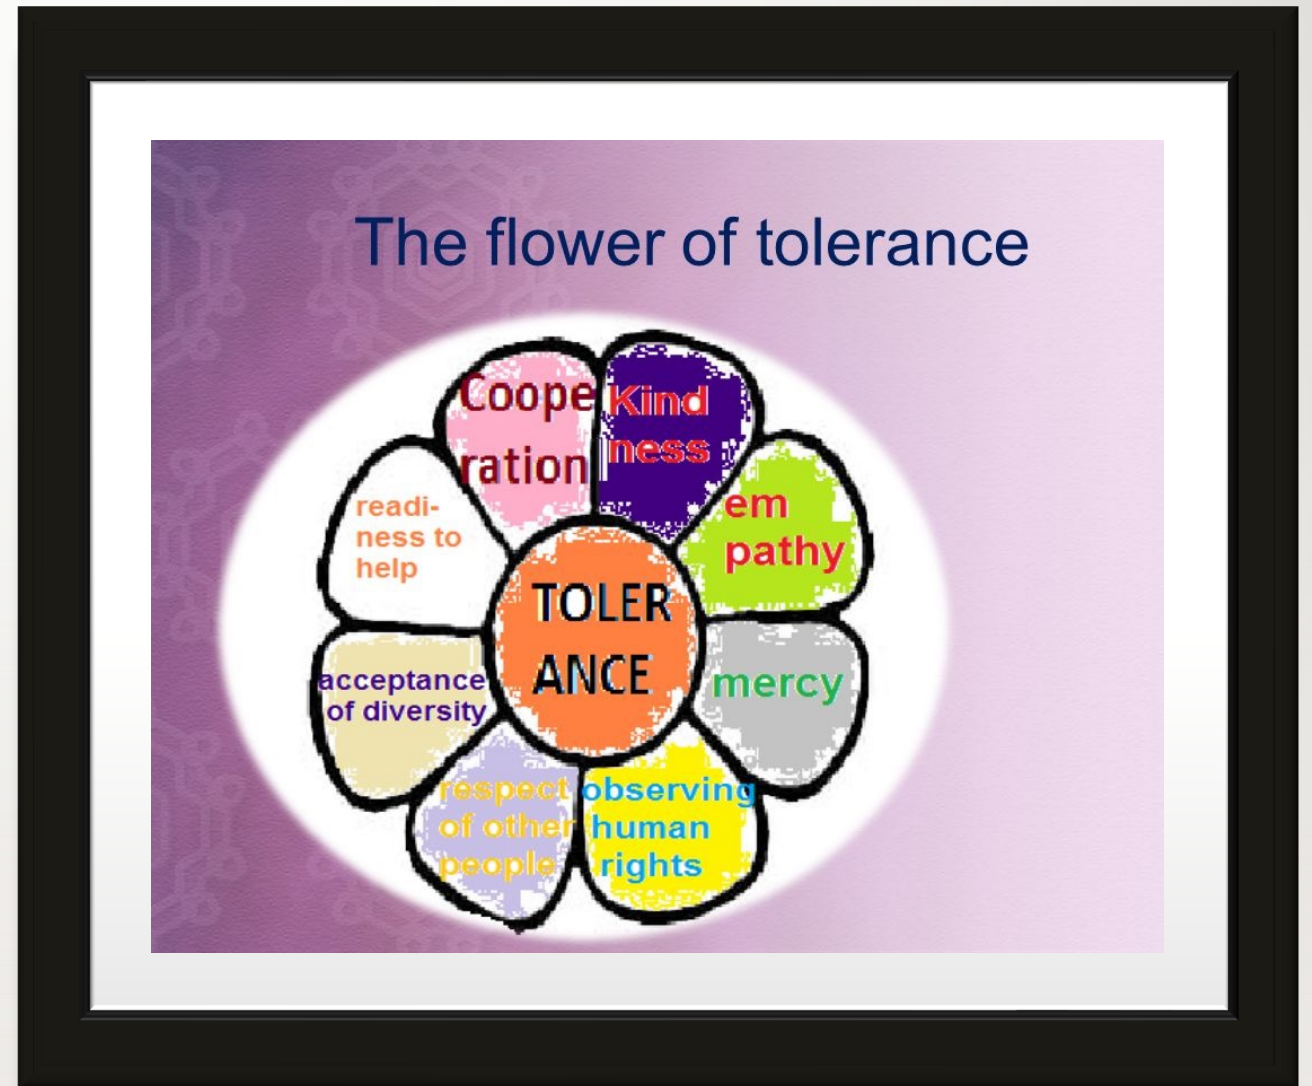 The flower of tolerance
Coope
ration
Kind
ness
em
pathy
mercy
observing
human
rights
respect
of other
people
acceptance
of diversity
readi-
ness to
help
TOLER
ANCE